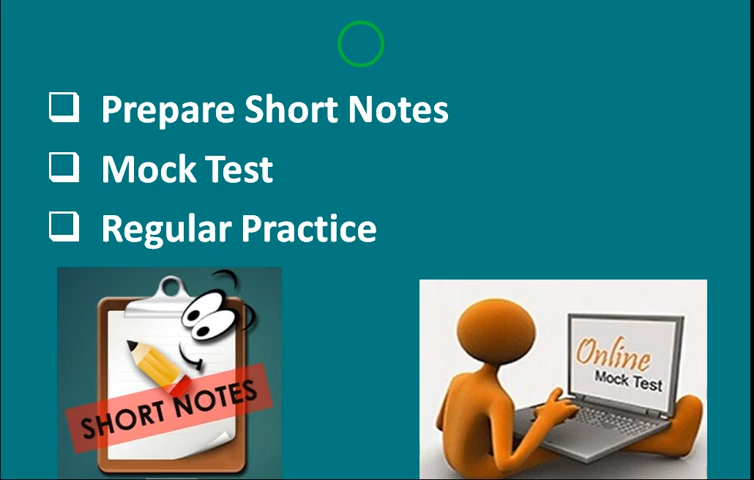 Prepare Short Notes
Mock Test
Regular Practice
SHORT NOTES
Online
Mock Test